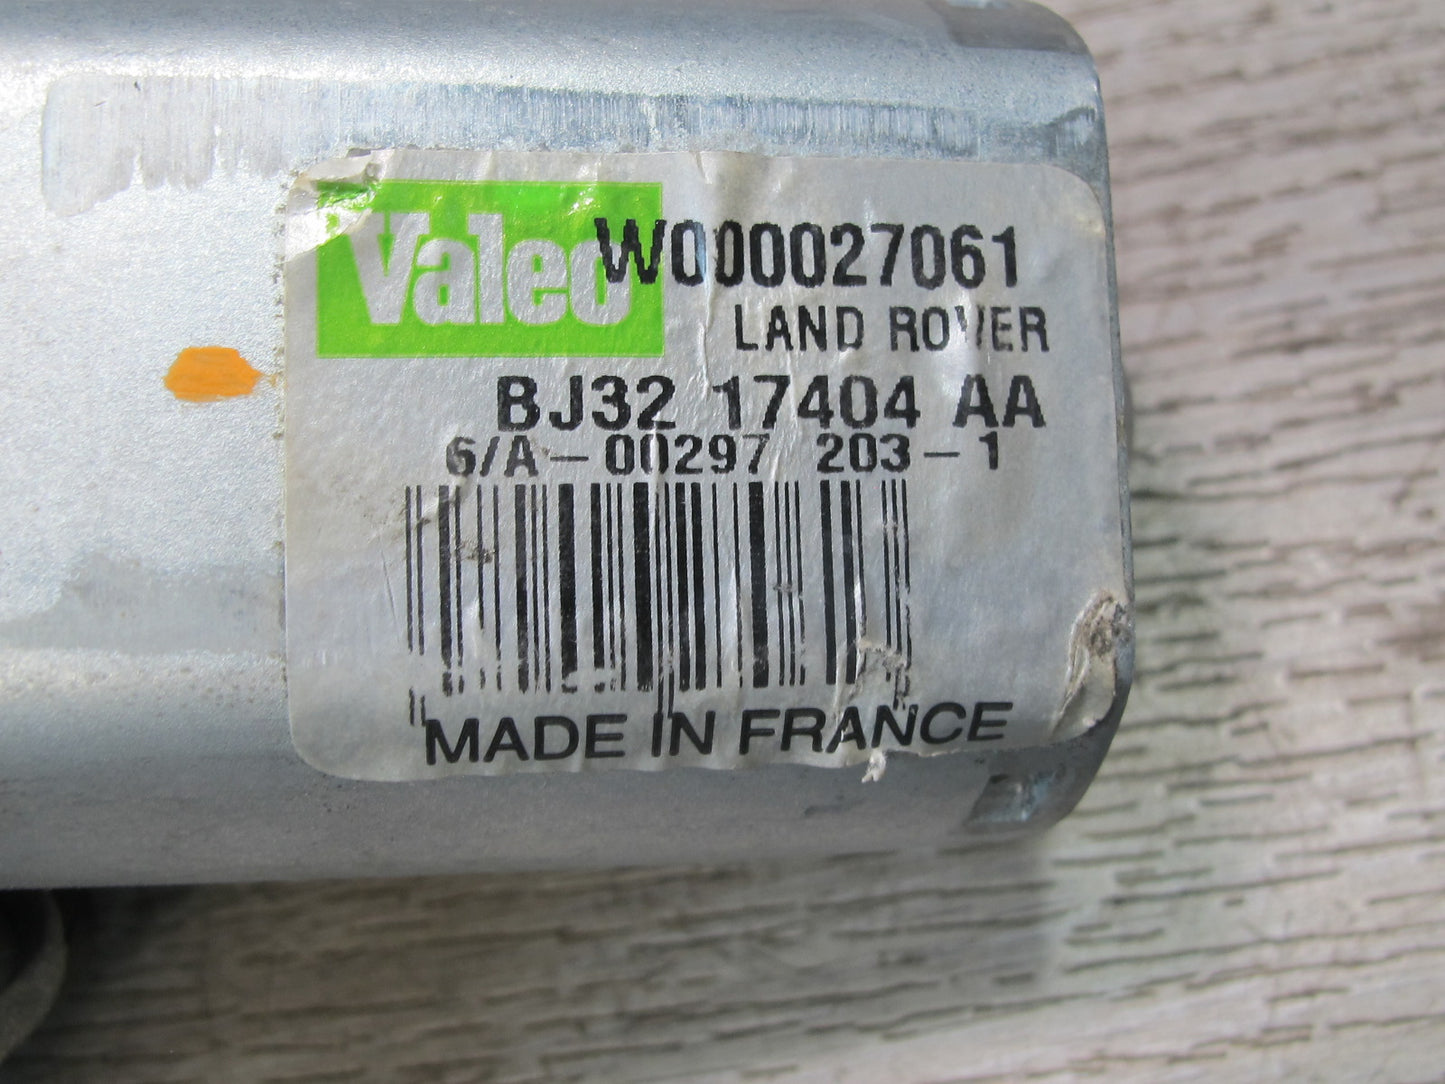 Valeo W000027061
LAND ROVER
BJ32 17404 AA
6/A-00297 203-1
MADE IN FRANCE